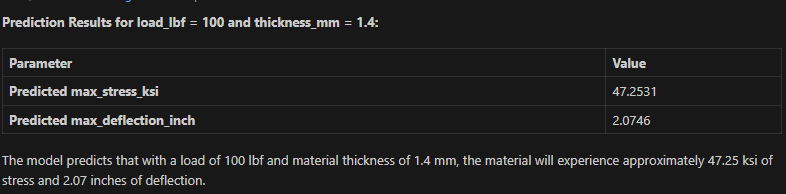 Prediction Results for load_lbf = 100 and thickness_mm = 1.4:
Parameter Value
Predicted max_stress_ksi 47.2531
Predicted max_deflection_inch 2.0746
The model predicts that with a load of 100 lbf and material thickness of 1.4 mm, the material will experience approximately 47.25 ksi of
stress and 2.07 inches of deflection.